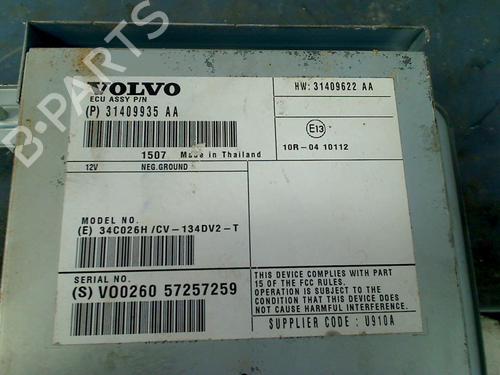 VOLVO
ECU ASSY P/N
(P) 31409935 AA
1507 Made in Thailand
12V NEG.GROUND
MODEL NO.
(E) 34C026H/CV-134DV2-T
SERIAL NO.
(S) VO0260 57257259
HW: 31409622 AA
E13
10R-04 10112
THIS DEVICE COMPLIES WITH PART
15 OF THE FCC RULES.
OPERATION IS SUBJECT TO THE
CONDITION THAT THIS DEVICE DOES
NOT CAUSE HARMFUL INTERFERENCE.
SUPPLIER CODE : U910A
B-PARTS